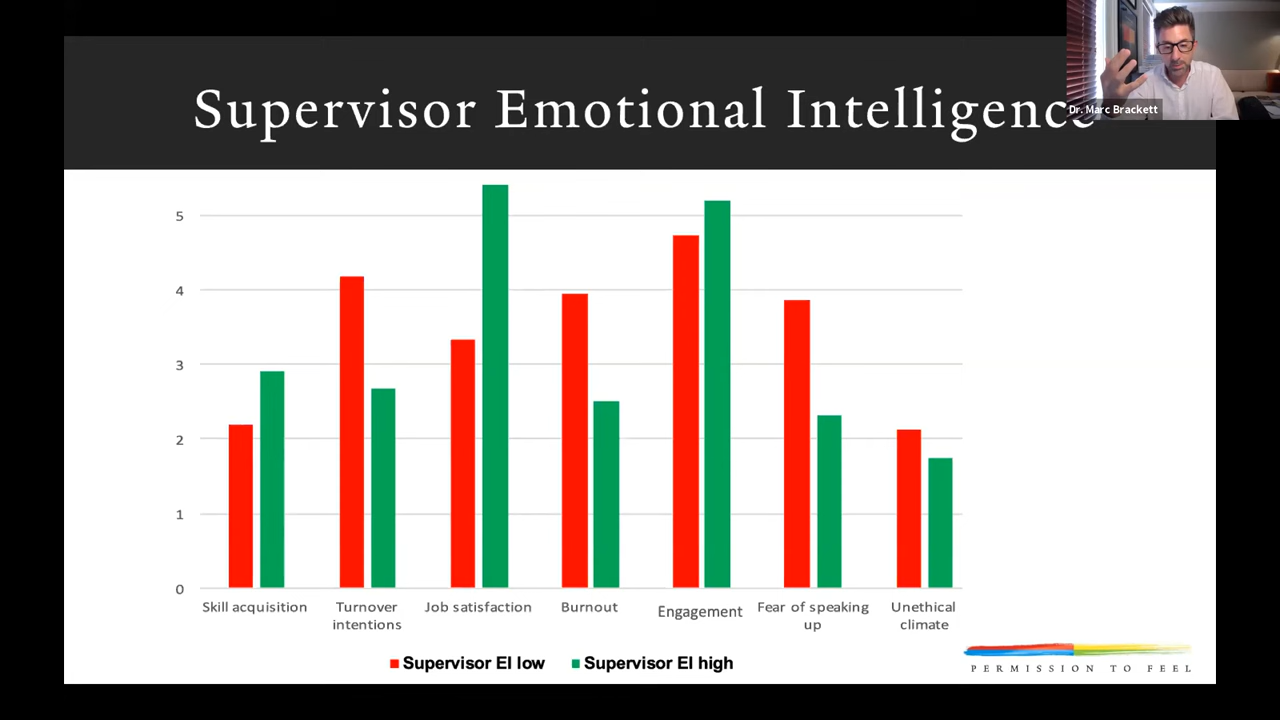 Supervisor Emotional Intelligence
Dr. Marc Brackett
5
4
3
2
1
0
Skill acquisition
Turnover
intentions
Job satisfaction
Burnout
Engagement
Fear of speaking
up
Unethical
climate
Supervisor EI low
Supervisor EI high
PERMISSION TO FEEL